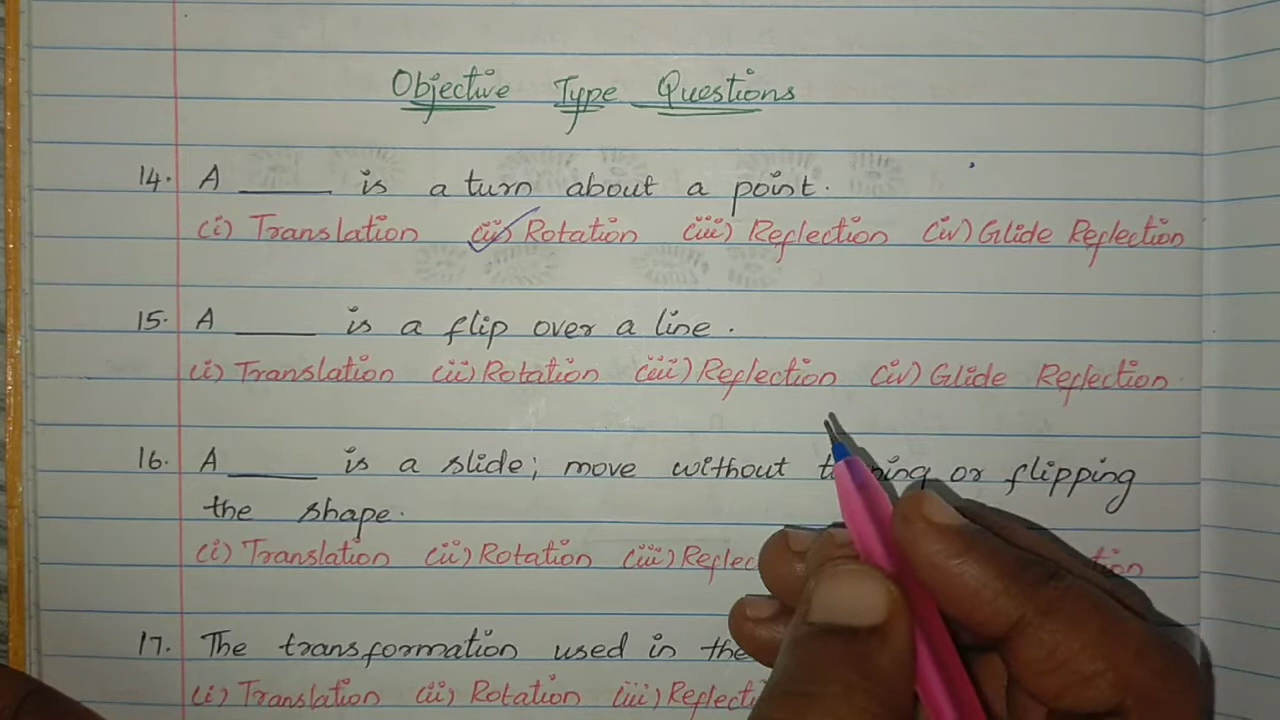 Objective Type Questions
14. A ______ is a turn about a point.
(i) Translation (ii) Rotation (iii) Reflection (iv) Glide Reflection
15. A ______ is a flip over a line.
(i) Translation (ii) Rotation (iii) Reflection (iv) Glide Reflection
16. A ______ is a slide; move without or flipping
the shape.
(i) Translation (ii) Rotation (iii)
17. The transformation used in the
(i) Translation (ii) Rotation (iii)